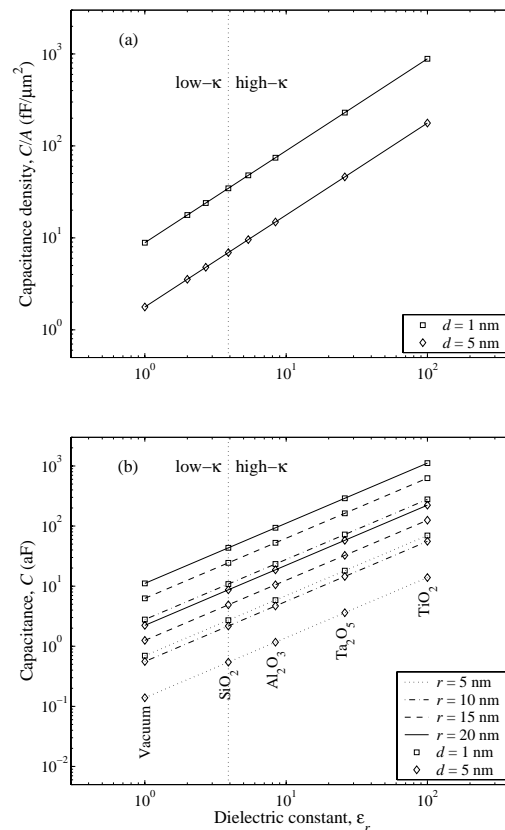 (a)
low−κ high−κ
Capacitance density, C/A (fF/μm²)
10³
10²
10¹
10⁰
10⁰ 10¹ 10²
d = 1 nm
d = 5 nm
(b)
low−κ high−κ
Capacitance, C (aF)
10³
10²
10¹
10⁰
10⁻¹
10⁻²
Vacuum
SiO₂
Al₂O₃
Ta₂O₅
TiO₂
r = 5 nm
r = 10 nm
r = 15 nm
r = 20 nm
d = 1 nm
d = 5 nm
10⁰ 10¹ 10²
Dielectric constant, εᵣ